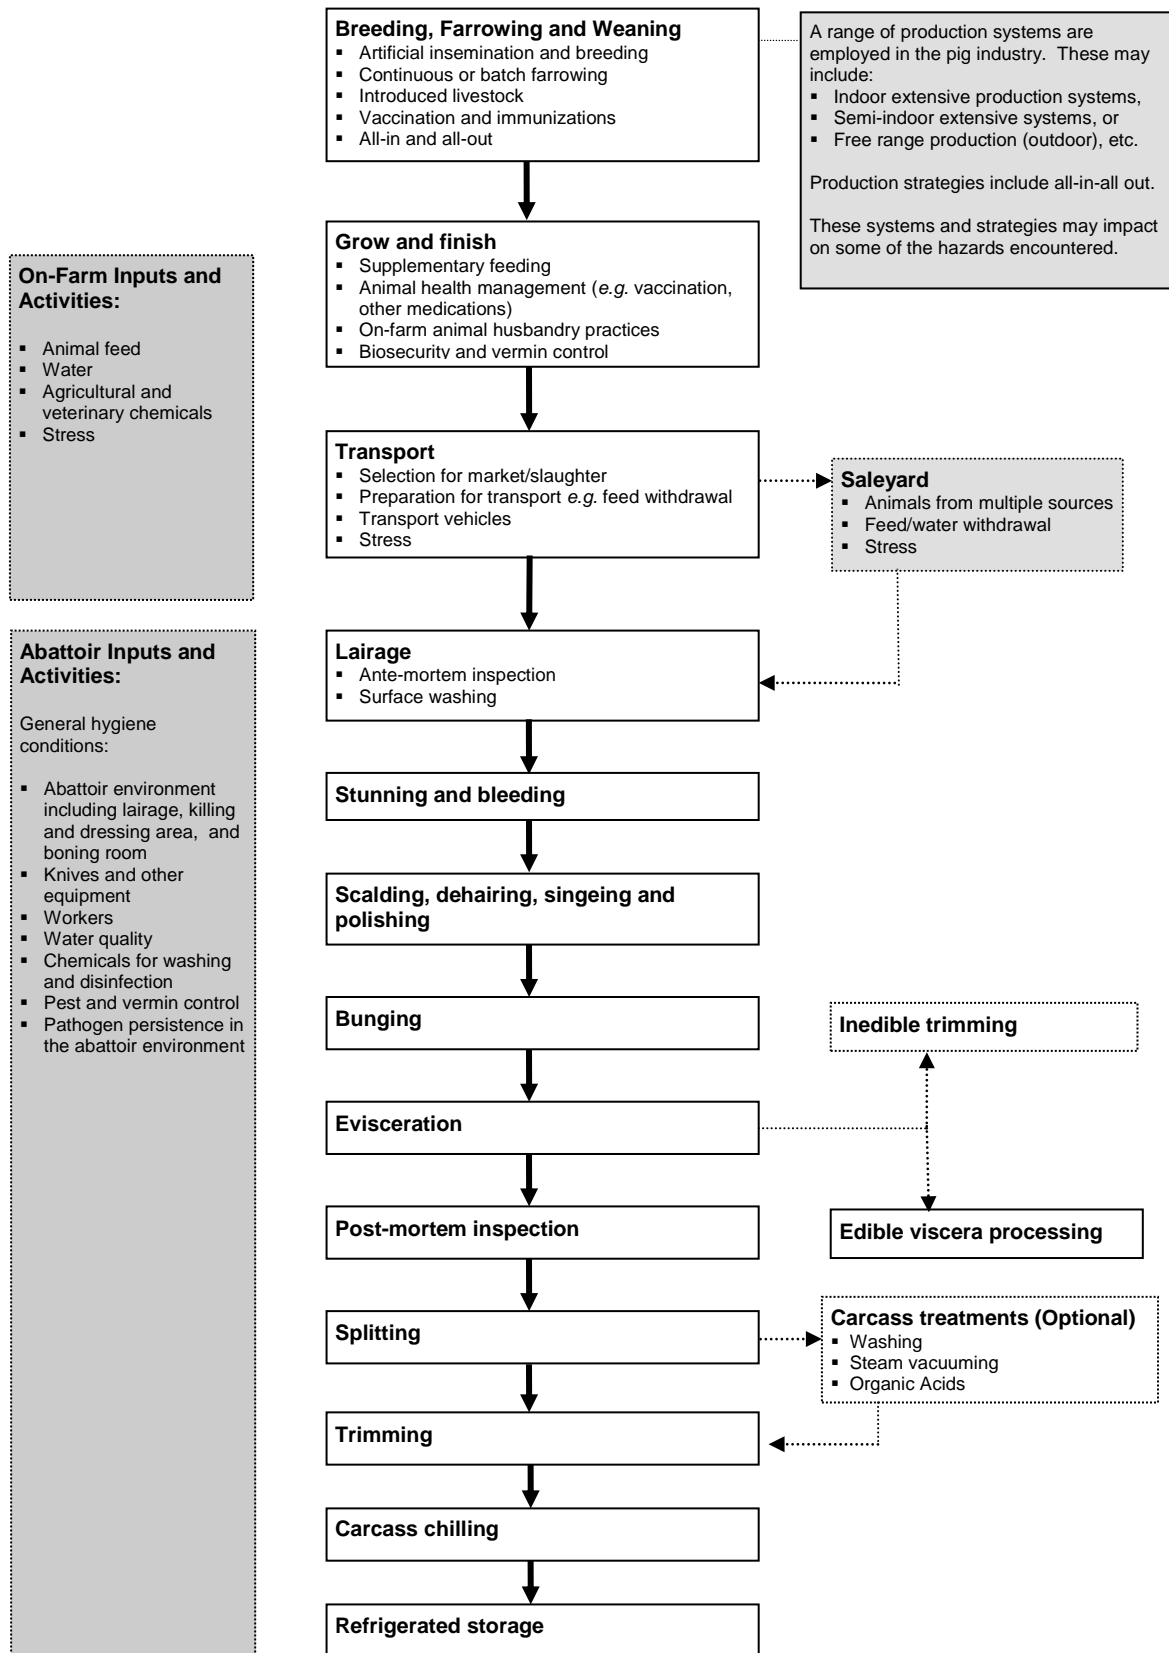 Breeding, Farrowing and Weaning
▪ Artificial insemination and breeding
▪ Continuous or batch farrowing
▪ Introduced livestock
▪ Vaccination and immunizations
▪ All-in and all-out
A range of production systems are
employed in the pig industry. These may
include:
▪ Indoor extensive production systems,
▪ Semi-indoor extensive systems, or
▪ Free range production (outdoor), etc.
Production strategies include all-in-all out.
These systems and strategies may impact
on some of the hazards encountered.
Grow and finish
▪ Supplementary feeding
▪ Animal health management (e.g. vaccination,
other medications)
▪ On-farm animal husbandry practices
▪ Biosecurity and vermin control
On-Farm Inputs and
Activities:
▪ Animal feed
▪ Water
▪ Agricultural and
veterinary chemicals
▪ Stress
Transport
▪ Selection for market/slaughter
▪ Preparation for transport e.g. feed withdrawal
▪ Transport vehicles
▪ Stress
Saleyard
▪ Animals from multiple sources
▪ Feed/water withdrawal
▪ Stress
Lairage
▪ Ante-mortem inspection
▪ Surface washing
Abattoir Inputs and
Activities:
General hygiene
conditions:
▪ Abattoir environment
including lairage, killing
and dressing area, and
boning room
▪ Knives and other
equipment
▪ Workers
▪ Water quality
▪ Chemicals for washing
and disinfection
▪ Pest and vermin control
▪ Pathogen persistence in
the abattoir environment
Stunning and bleeding
Scalding, dehairing, singeing and
polishing
Bunging
Inedible trimming
Evisceration
Post-mortem inspection
Edible viscera processing
Splitting
Carcass treatments (Optional)
▪ Washing
▪ Steam vacuuming
▪ Organic Acids
Trimming
Carcass chilling
Refrigerated storage